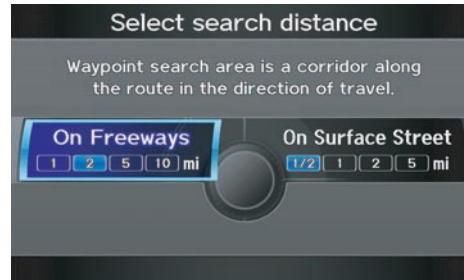 Select search distance
Waypoint search area is a corridor along
the route in the direction of travel.
On Freeways
1 2 5 10 mi
On Surface Street
1/2 1 2 5 mi